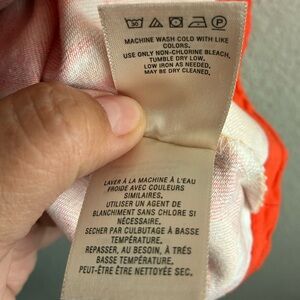 30
MACHINE WASH COLD WITH LIKE
COLORS.
USE ONLY NON-CHLORINE BLEACH.
TUMBLE DRY LOW.
LOW IRON AS NEEDED.
MAY BE DRY CLEANED.
LAVER À LA MACHINE À L'EAU
FROIDE AVEC COULEURS
SIMILAIRES.
UTILISER UN AGENT DE
BLANCHIMENT SANS CHLORE SI
NÉCESSAIRE.
SECHER PAR CULBUTAGE À BASSE
TEMPÉRATURE.
REPASSER, AU BESOIN, À TRÈS
BASSE TEMPÉRATURE.
PEUT-ÊTRE ÊTRE NETTOYÉE SEC.